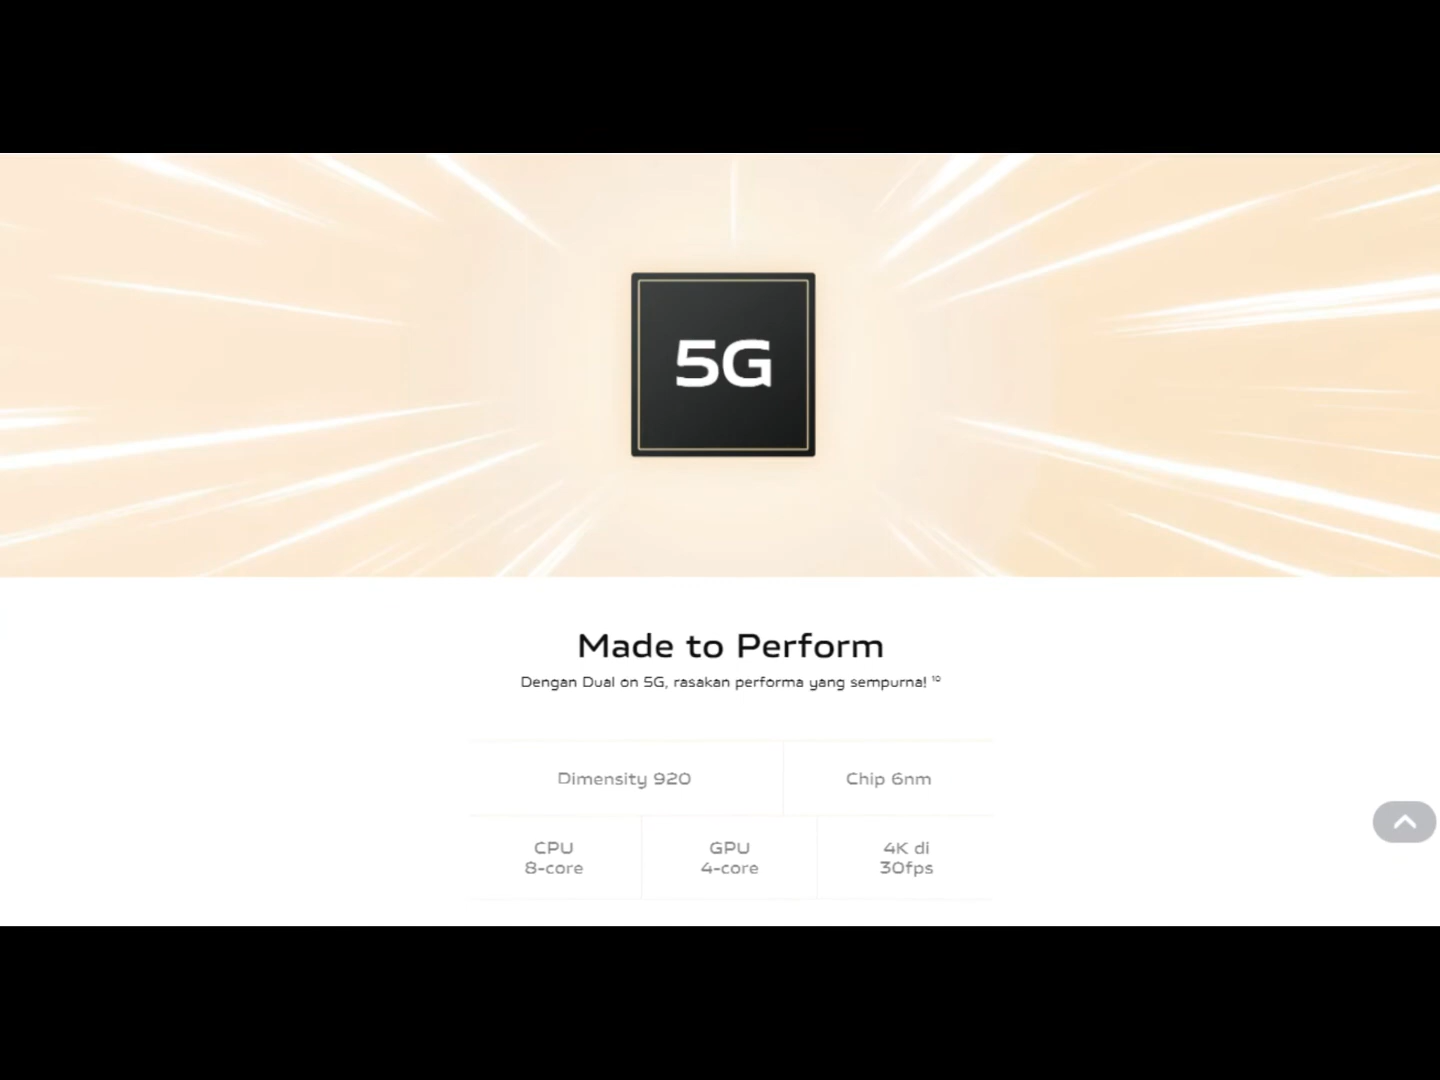 5G
Made to Perform
Dengan Dual on 5G, rasakan performa yang sempurna! ¹⁰
Dimensity 920
Chip 6nm
CPU
8-core
GPU
4-core
4K di
30fps